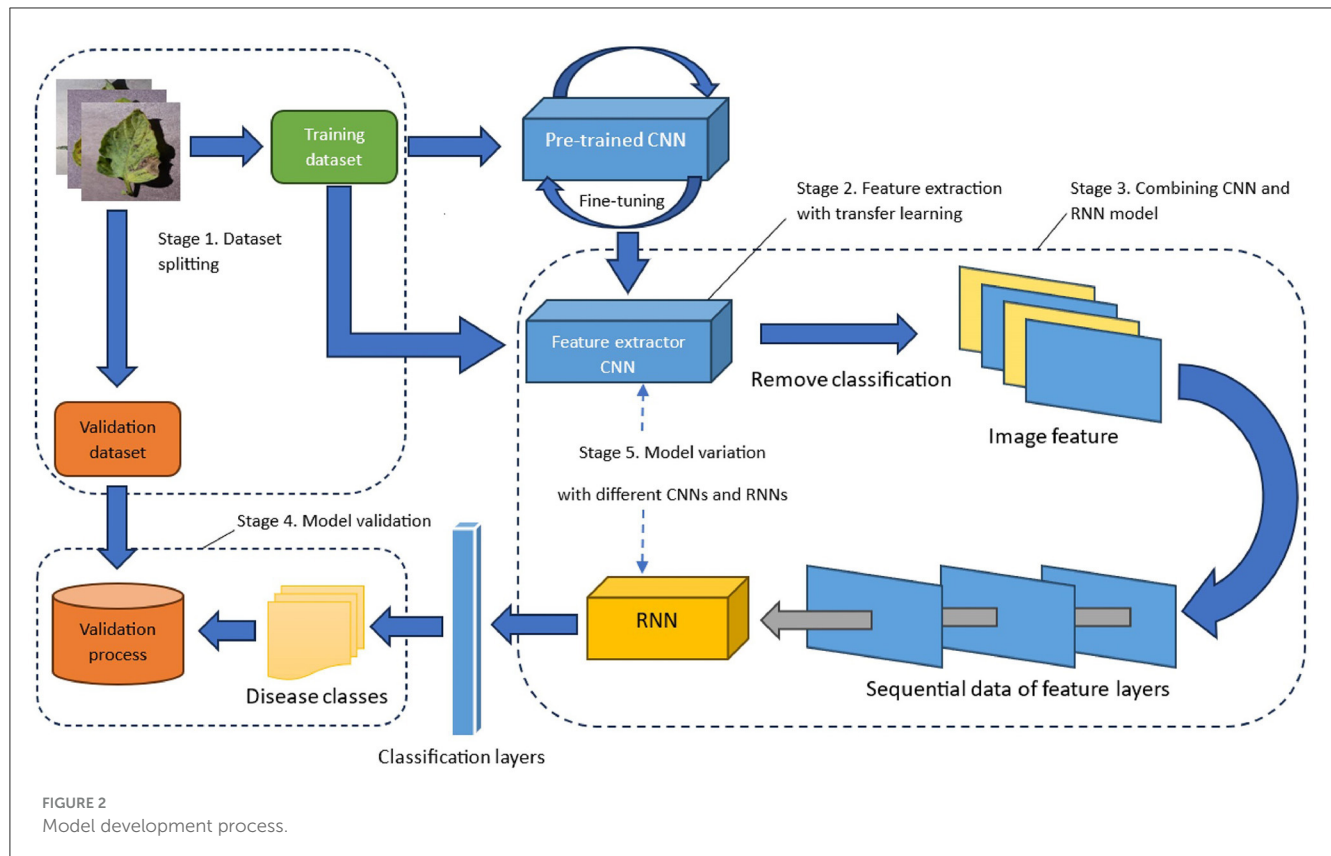 Training
dataset
Pre-trained CNN
Fine-tuning
Stage 1. Dataset
splitting
Stage 2. Feature extraction
with transfer learning
Stage 3. Combining CNN and
RNN model
Feature extractor
CNN
Remove classification
Image feature
Validation
dataset
Stage 5. Model variation
with different CNNs and RNNs
Stage 4. Model validation
Validation
process
Disease classes
Classification layers
RNN
Sequential data of feature layers
FIGURE 2
Model development process.